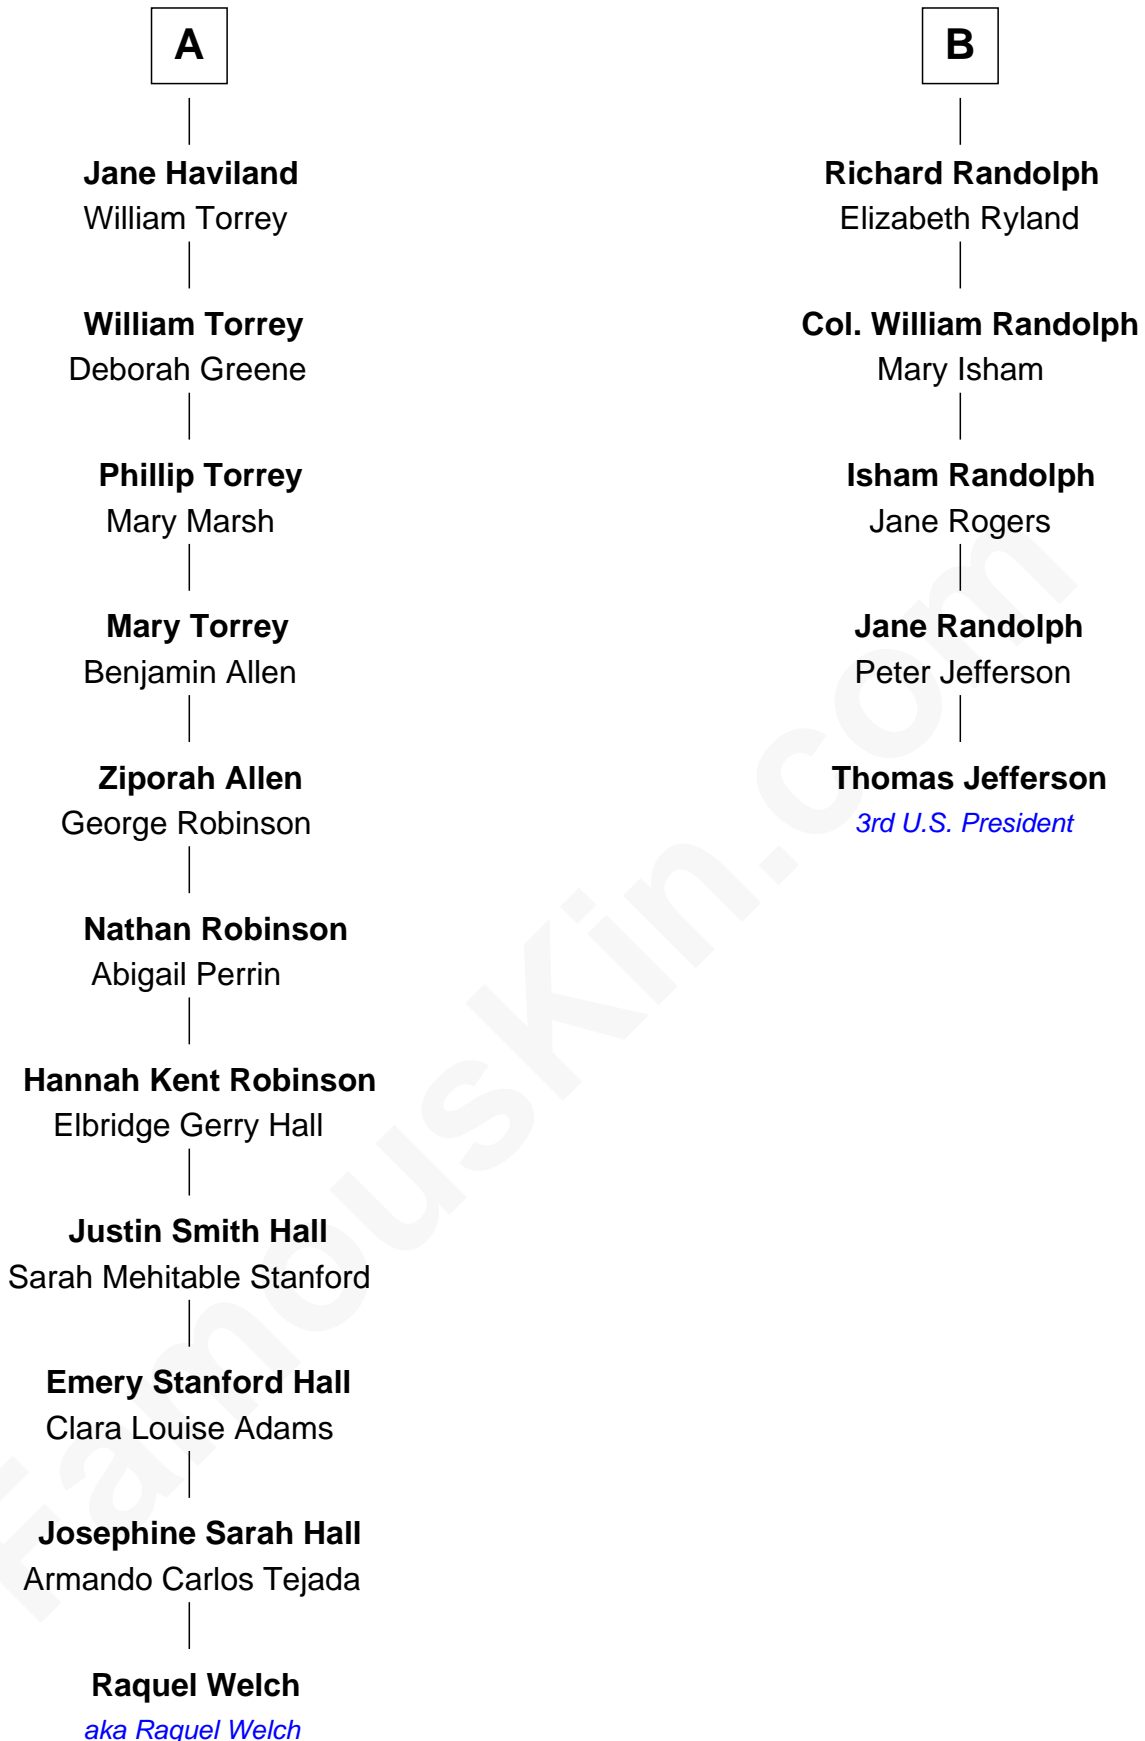 A
Jane Haviland
William Torrey
William Torrey
Deborah Greene
Phillip Torrey
Mary Marsh
Mary Torrey
Benjamin Allen
Ziporah Allen
George Robinson
Nathan Robinson
Abigail Perrin
Hannah Kent Robinson
Elbridge Gerry Hall
Justin Smith Hall
Sarah Mehitable Stanford
Emery Stanford Hall
Clara Louise Adams
Josephine Sarah Hall
Armando Carlos Tejada
Raquel Welch
aka Raquel Welch
B
Richard Randolph
Elizabeth Ryland
Col. William Randolph
Mary Isham
Isham Randolph
Jane Rogers
Jane Randolph
Peter Jefferson
Thomas Jefferson
3rd U.S. President
FamousKin.com